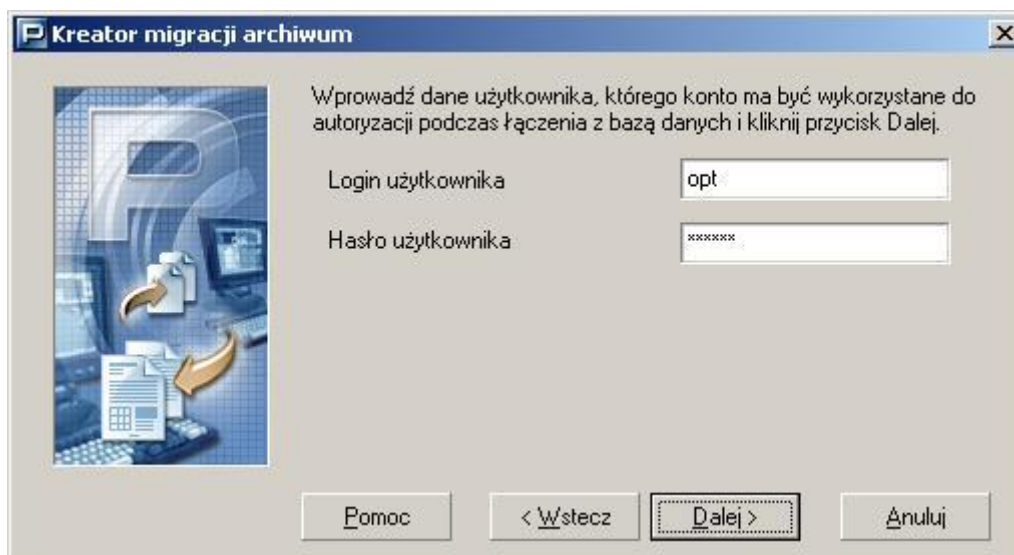 Kreator migracji archiwum
Wprowadź dane użytkownika, którego konto ma być wykorzystane do
autoryzacji podczas łączenia z bazą danych i kliknij przycisk Dalej.
Login użytkownika
opt
Hasło użytkownika
******
Pomoc
< Wstecz
Dalej >
Anuluj